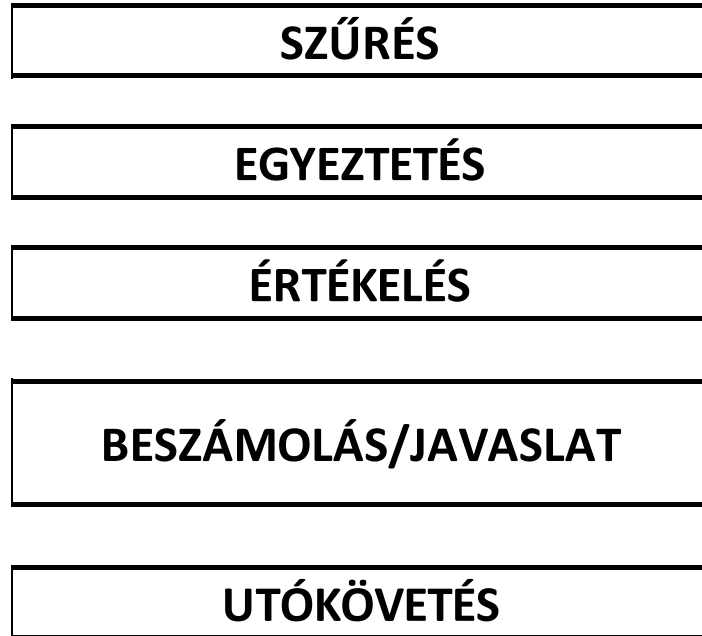 SZŰRÉS
EGYEZTETÉS
ÉRTÉKELÉS
BESZÁMOLÁS/JAVASLAT
UTÓKÖVETÉS